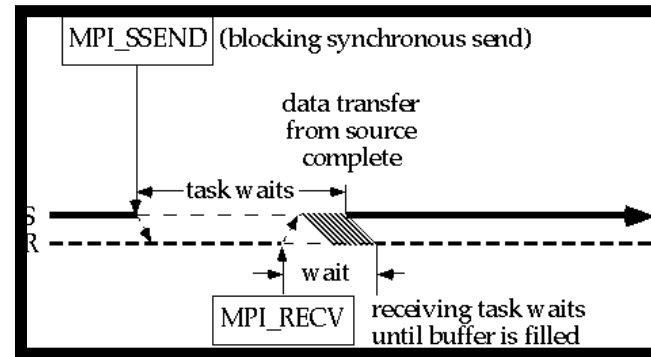 MPI_SSEND (blocking synchronous send)
data transfer
from source
complete
task waits
S
R
wait
MPI_RECV
receiving task waits
until buffer is filled